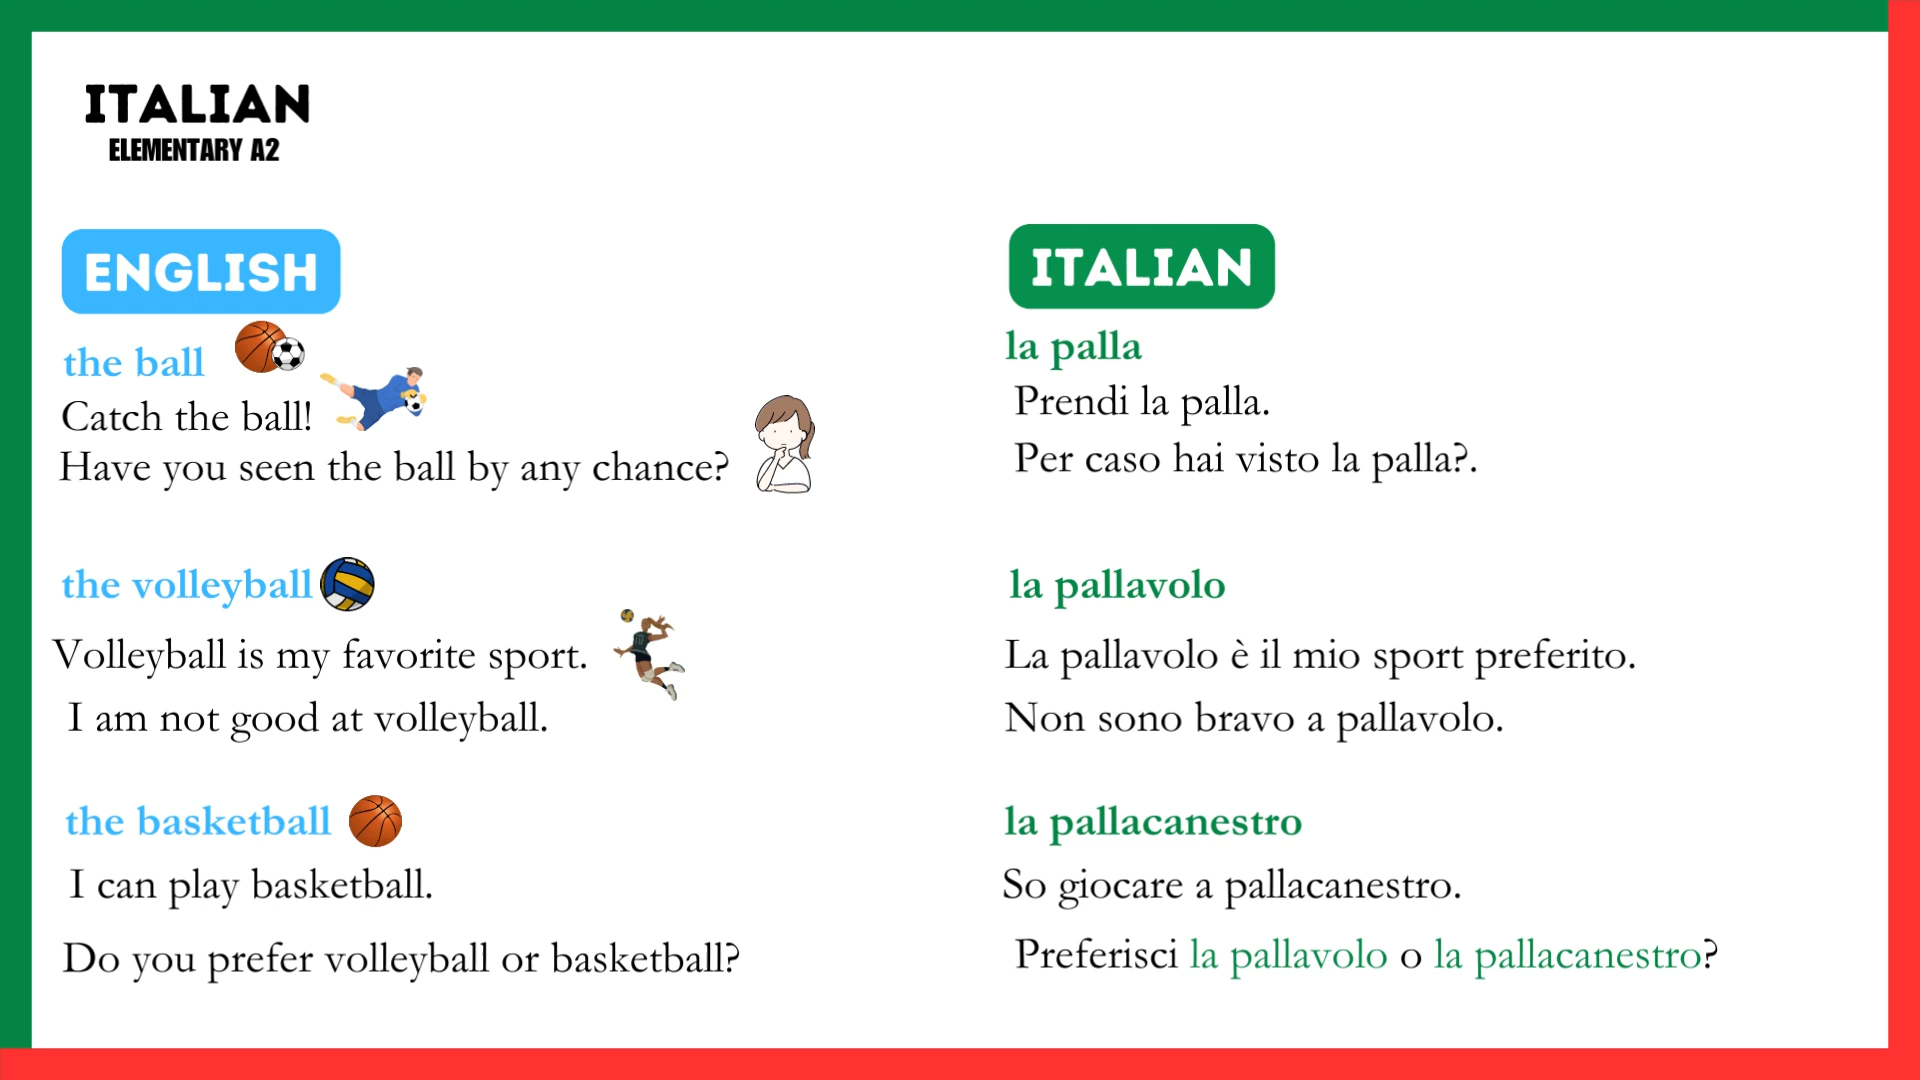 ITALIAN
ELEMENTARY A2
ENGLISH
the ball
Catch the ball!
Have you seen the ball by any chance?
the volleyball
Volleyball is my favorite sport.
I am not good at volleyball.
the basketball
I can play basketball.
Do you prefer volleyball or basketball?
ITALIAN
la palla
Prendi la palla.
Per caso hai visto la palla?.
la pallavolo
La pallavolo è il mio sport preferito.
Non sono bravo a pallavolo.
la pallacanestro
So giocare a pallacanestro.
Preferisci la pallavolo o la pallacanestro?